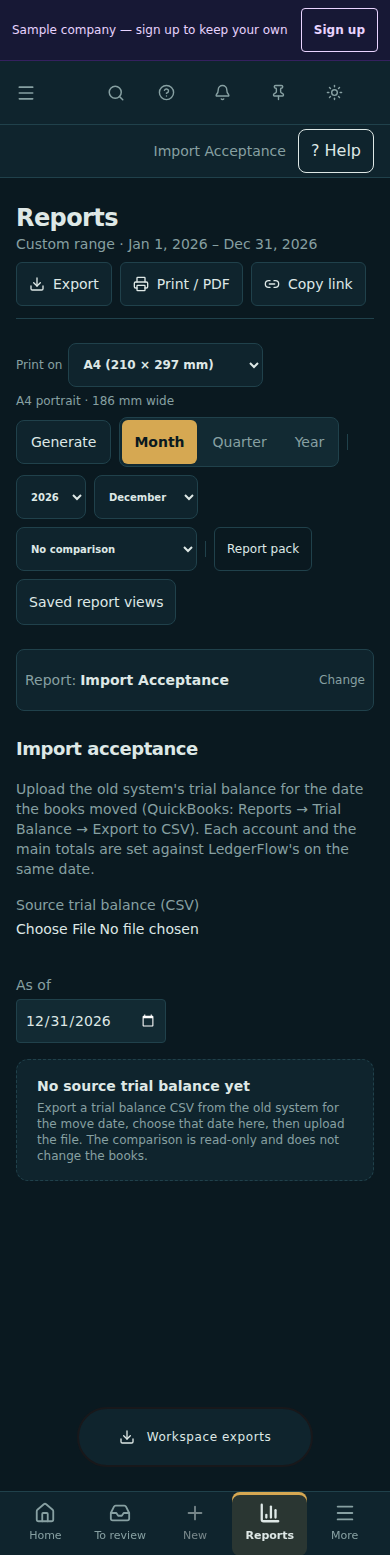 Sample company — sign up to keep your own
Sign up
Import Acceptance
? Help
Reports
Custom range · Jan 1, 2026 – Dec 31, 2026
Export
Print / PDF
Copy link
Print on
A4 (210 × 297 mm)
A4 portrait · 186 mm wide
Generate
Month
Quarter
Year
2026
December
No comparison
Report pack
Saved report views
Report: Import Acceptance
Change
Import acceptance
Upload the old system's trial balance for the date
the books moved (QuickBooks: Reports → Trial
Balance → Export to CSV). Each account and the
main totals are set against LedgerFlow's on the
same date.
Source trial balance (CSV)
Choose File No file chosen
As of
12/31/2026
No source trial balance yet
Export a trial balance CSV from the old system for
the move date, choose that date here, then upload
the file. The comparison is read-only and does not
change the books.
Workspace exports
Home
To review
New
Reports
More